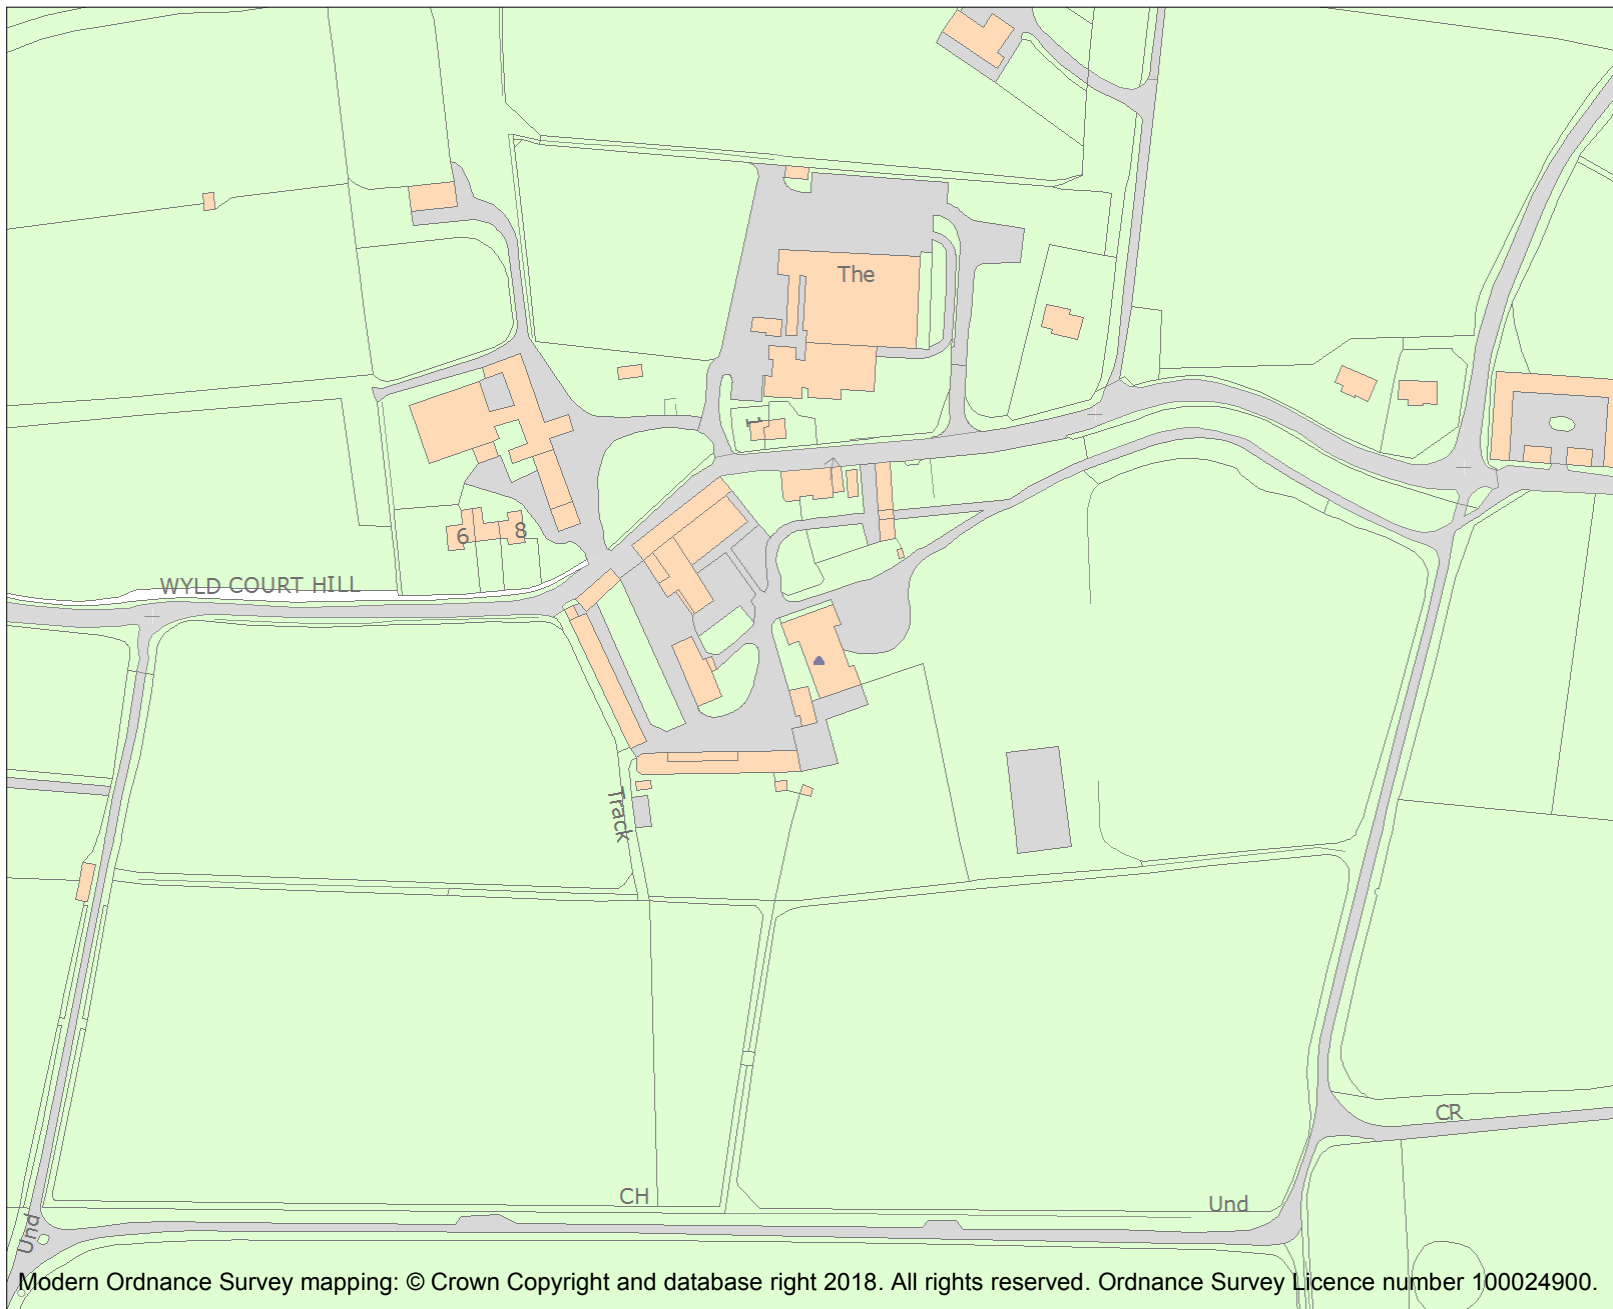 The
1
6
8
WYLD COURT HILL
Track
CR
CH
Und
Und
Modern Ordnance Survey mapping: © Crown Copyright and database right 2018. All rights reserved. Ordnance Survey Licence number 100024900.